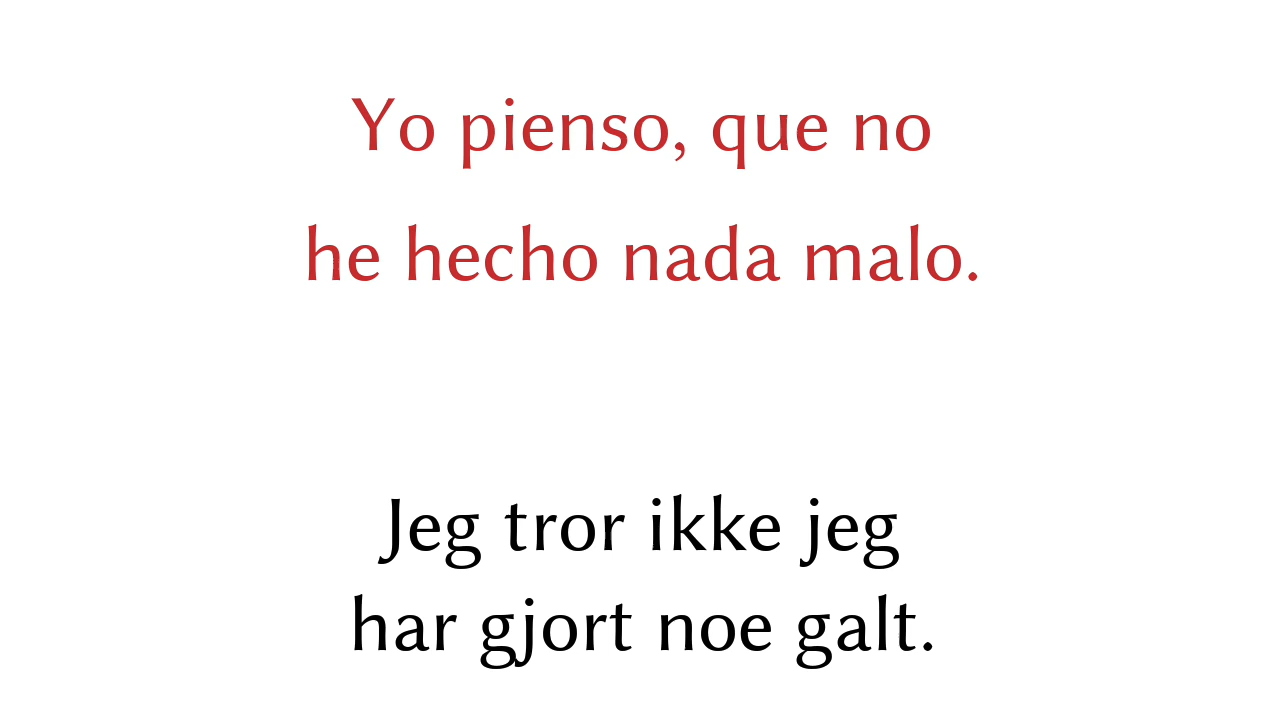 Yo pienso, que no
he hecho nada malo.
Jeg tror ikke jeg
har gjort noe galt.